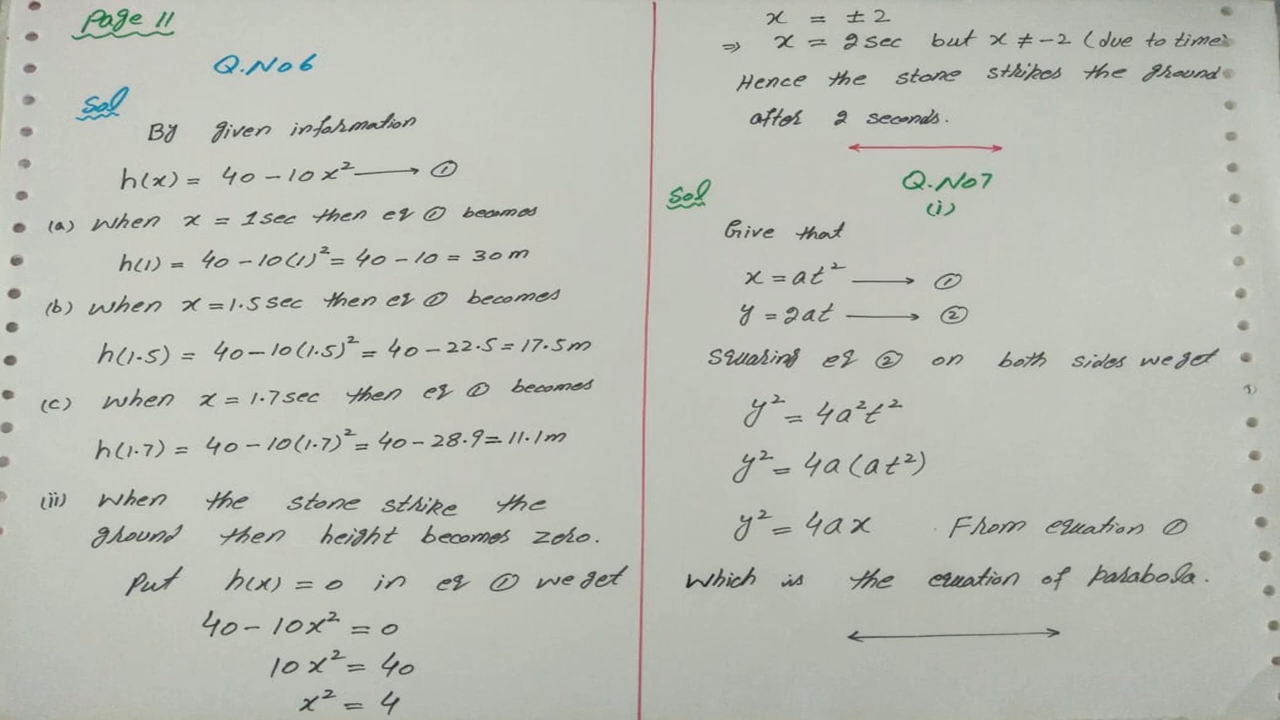 Page 11
Q.No 6
Sol
By given information
h(x) = 40 - 10x² ⟶ ①
(a) when x = 1sec then eq ① becomes
h(1) = 40 - 10(1)² = 40 - 10 = 30m
(b) when x = 1.5sec then eq ① becomes
h(1.5) = 40 - 10(1.5)² = 40 - 22.5 = 17.5m
(c) when x = 1.7sec then eq ① becomes
h(1.7) = 40 - 10(1.7)² = 40 - 28.9 = 11.1m
(ii) when the stone strike the
ground then height becomes zero.
Put h(x) = 0 in eq ① we get
40 - 10x² = 0
10x² = 40
x² = 4
x = ±2
⇒ x = 2sec but x ≠ -2 (due to time)
Hence the stone strikes the ground
after 2 seconds.
Q.No7
Sol
(i)
Give that
x = at² ⟶ ①
y = 2at ⟶ ②
Squaring eq ② on both sides we get
y² = 4a²t²
y² = 4a(at²)
y² = 4ax . From equation ①
which is the equation of parabola.